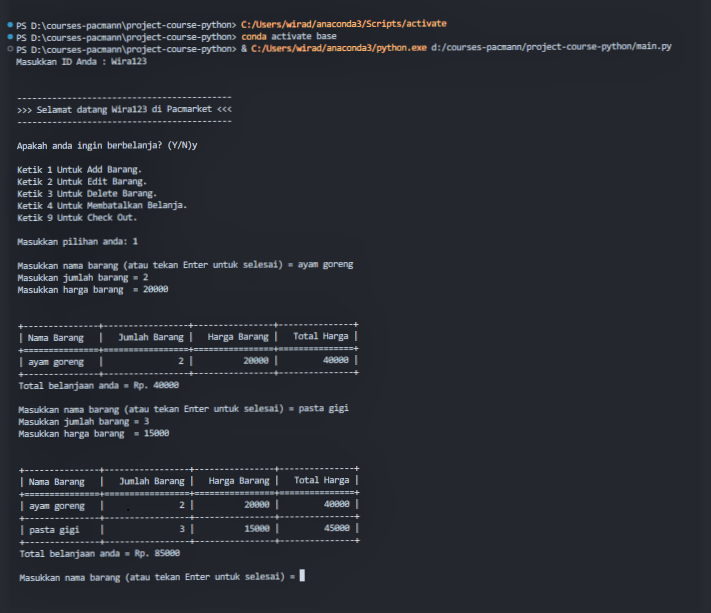 PS D:\courses-pacmann\project-course-python> C:/Users/wirad/anaconda3/Scripts/activate
PS D:\courses-pacmann\project-course-python> conda activate base
PS D:\courses-pacmann\project-course-python> & C:/Users/wirad/anaconda3/python.exe d:/courses-pacmann/project-course-python/main.py
Masukkan ID Anda : Wira123
-------------------------------------------
>>> Selamat datang Wira123 di Pacmarket <<<
-------------------------------------------
Apakah anda ingin berbelanja? (Y/N)y
Ketik 1 Untuk Add Barang.
Ketik 2 Untuk Edit Barang.
Ketik 3 Untuk Delete Barang.
Ketik 4 Untuk Membatalkan Belanja.
Ketik 9 Untuk Check Out.
Masukkan pilihan anda: 1
Masukkan nama barang (atau tekan Enter untuk selesai) = ayam goreng
Masukkan jumlah barang = 2
Masukkan harga barang  = 20000
+---------------+-----------------+----------------+---------------+
| Nama Barang   |   Jumlah Barang |   Harga Barang |   Total Harga |
+===============+=================+================+===============+
| ayam goreng   |               2 |          20000 |         40000 |
+---------------+-----------------+----------------+---------------+
Total belanjaan anda = Rp. 40000
Masukkan nama barang (atau tekan Enter untuk selesai) = pasta gigi
Masukkan jumlah barang = 3
Masukkan harga barang  = 15000
+---------------+-----------------+----------------+---------------+
| Nama Barang   |   Jumlah Barang |   Harga Barang |   Total Harga |
+===============+=================+================+===============+
| ayam goreng   |               2 |          20000 |         40000 |
+---------------+-----------------+----------------+---------------+
| pasta gigi    |               3 |          15000 |         45000 |
+---------------+-----------------+----------------+---------------+
Total belanjaan anda = Rp. 85000
Masukkan nama barang (atau tekan Enter untuk selesai) =